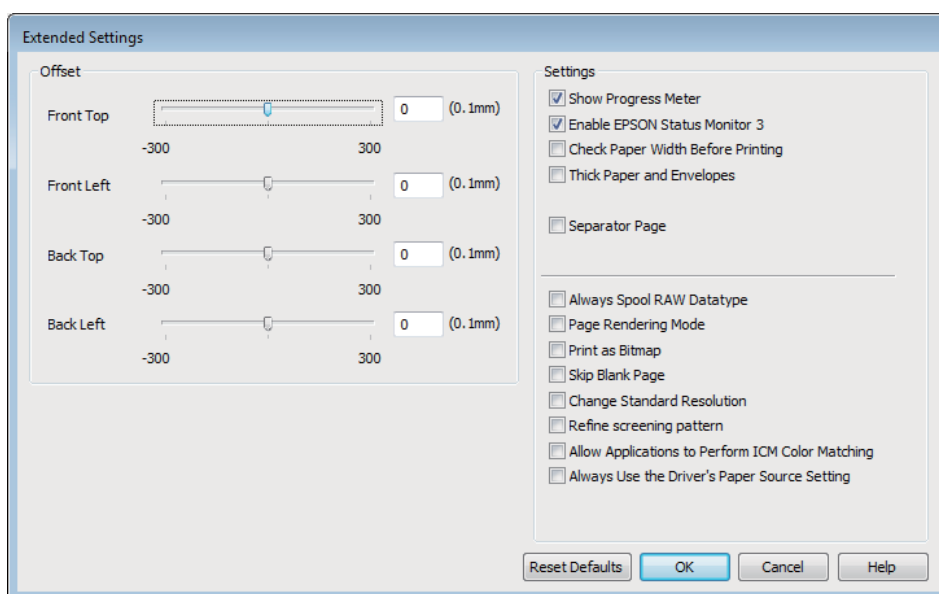 Extended Settings
Offset
Front Top 0 (0.1mm)
-300 300
Front Left 0 (0.1mm)
-300 300
Back Top 0 (0.1mm)
-300 300
Back Left 0 (0.1mm)
-300 300
Settings
Show Progress Meter
Enable EPSON Status Monitor 3
Check Paper Width Before Printing
Thick Paper and Envelopes
Separator Page
Always Spool RAW Datatype
Page Rendering Mode
Print as Bitmap
Skip Blank Page
Change Standard Resolution
Refine screening pattern
Allow Applications to Perform ICM Color Matching
Always Use the Driver's Paper Source Setting
Reset Defaults OK Cancel Help